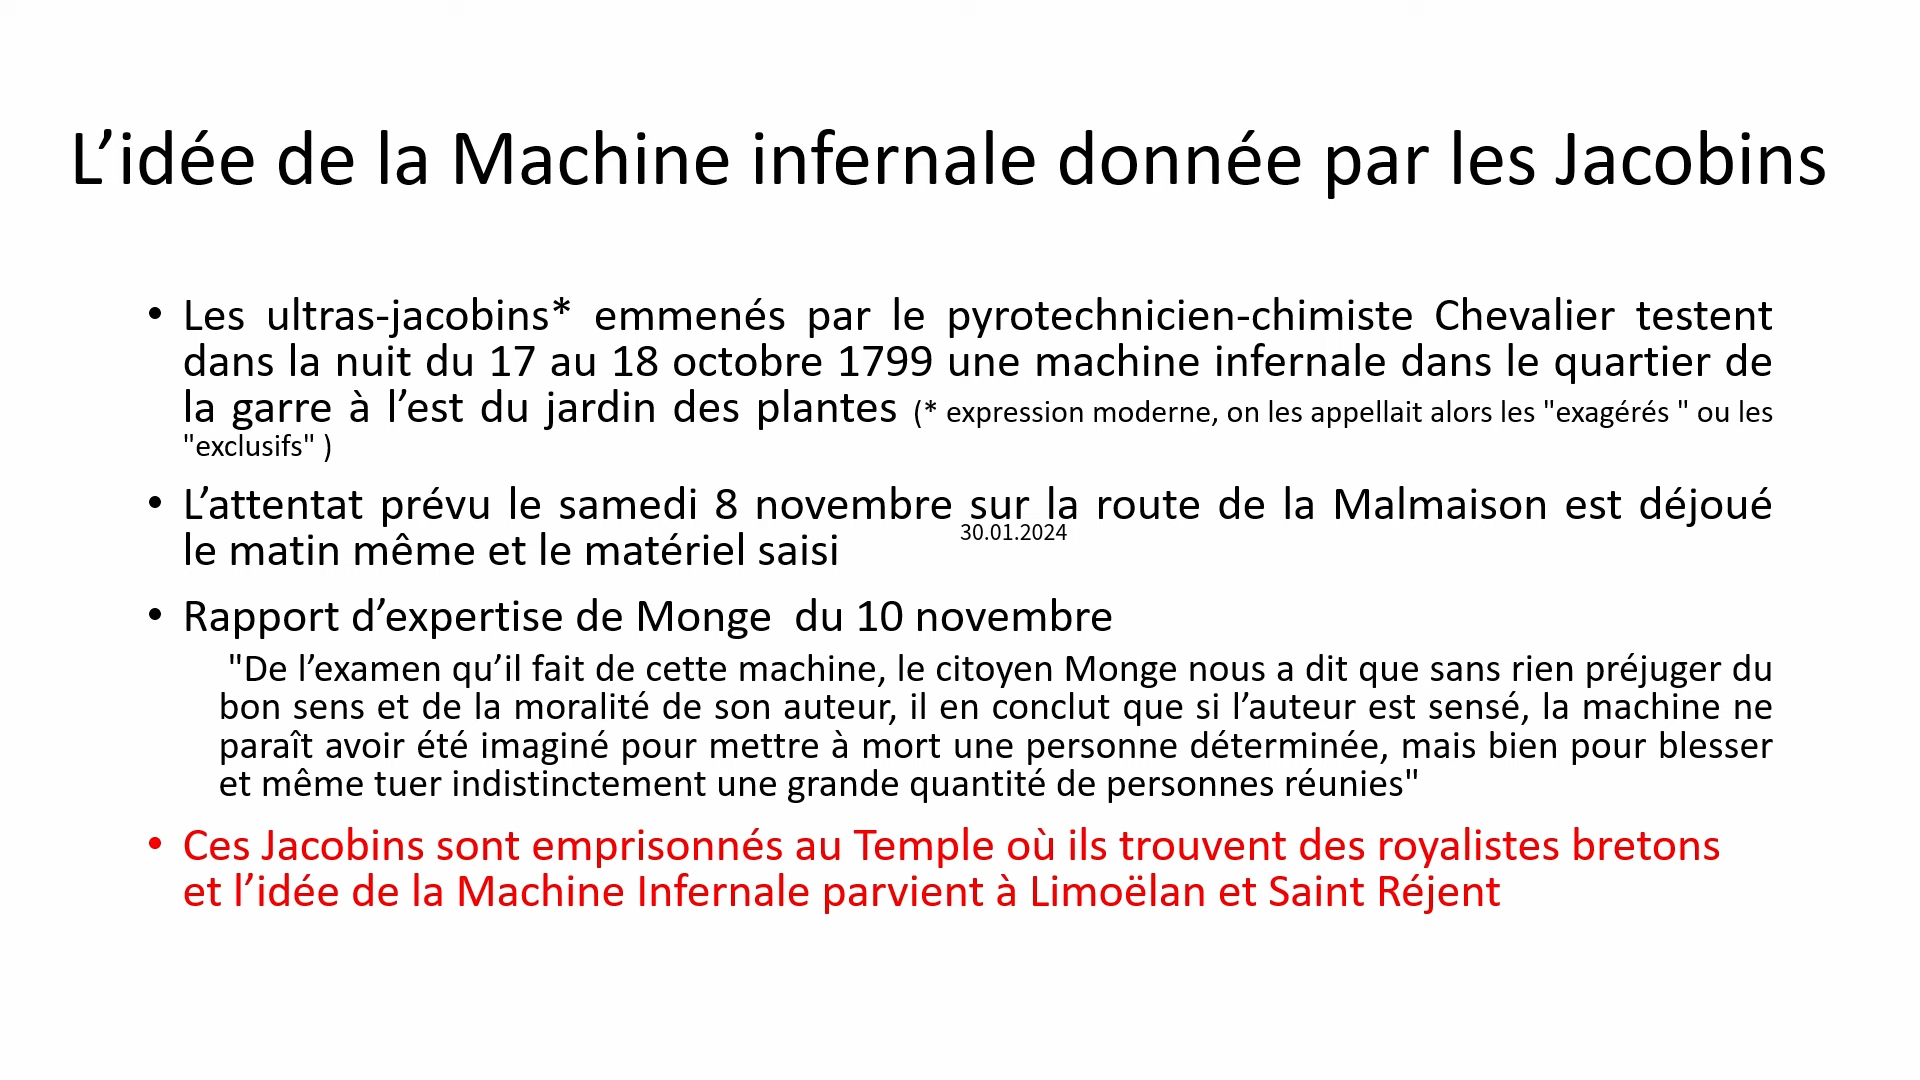 L’idée de la Machine infernale donnée par les Jacobins
• Les ultras-jacobins* emmenés par le pyrotechnicien-chimiste Chevalier testent
dans la nuit du 17 au 18 octobre 1799 une machine infernale dans le quartier de
la garre à l’est du jardin des plantes (* expression moderne, on les appellait alors les "exagérés " ou les
"exclusifs" )
• L’attentat prévu le samedi 8 novembre sur la route de la Malmaison est déjoué
le matin même et le matériel saisi
30.01.2024
• Rapport d’expertise de Monge  du 10 novembre
"De l’examen qu’il fait de cette machine, le citoyen Monge nous a dit que sans rien préjuger du
bon sens et de la moralité de son auteur, il en conclut que si l’auteur est sensé, la machine ne
paraît avoir été imaginé pour mettre à mort une personne déterminée, mais bien pour blesser
et même tuer indistinctement une grande quantité de personnes réunies"
• Ces Jacobins sont emprisonnés au Temple où ils trouvent des royalistes bretons
et l’idée de la Machine Infernale parvient à Limoëlan et Saint Réjent